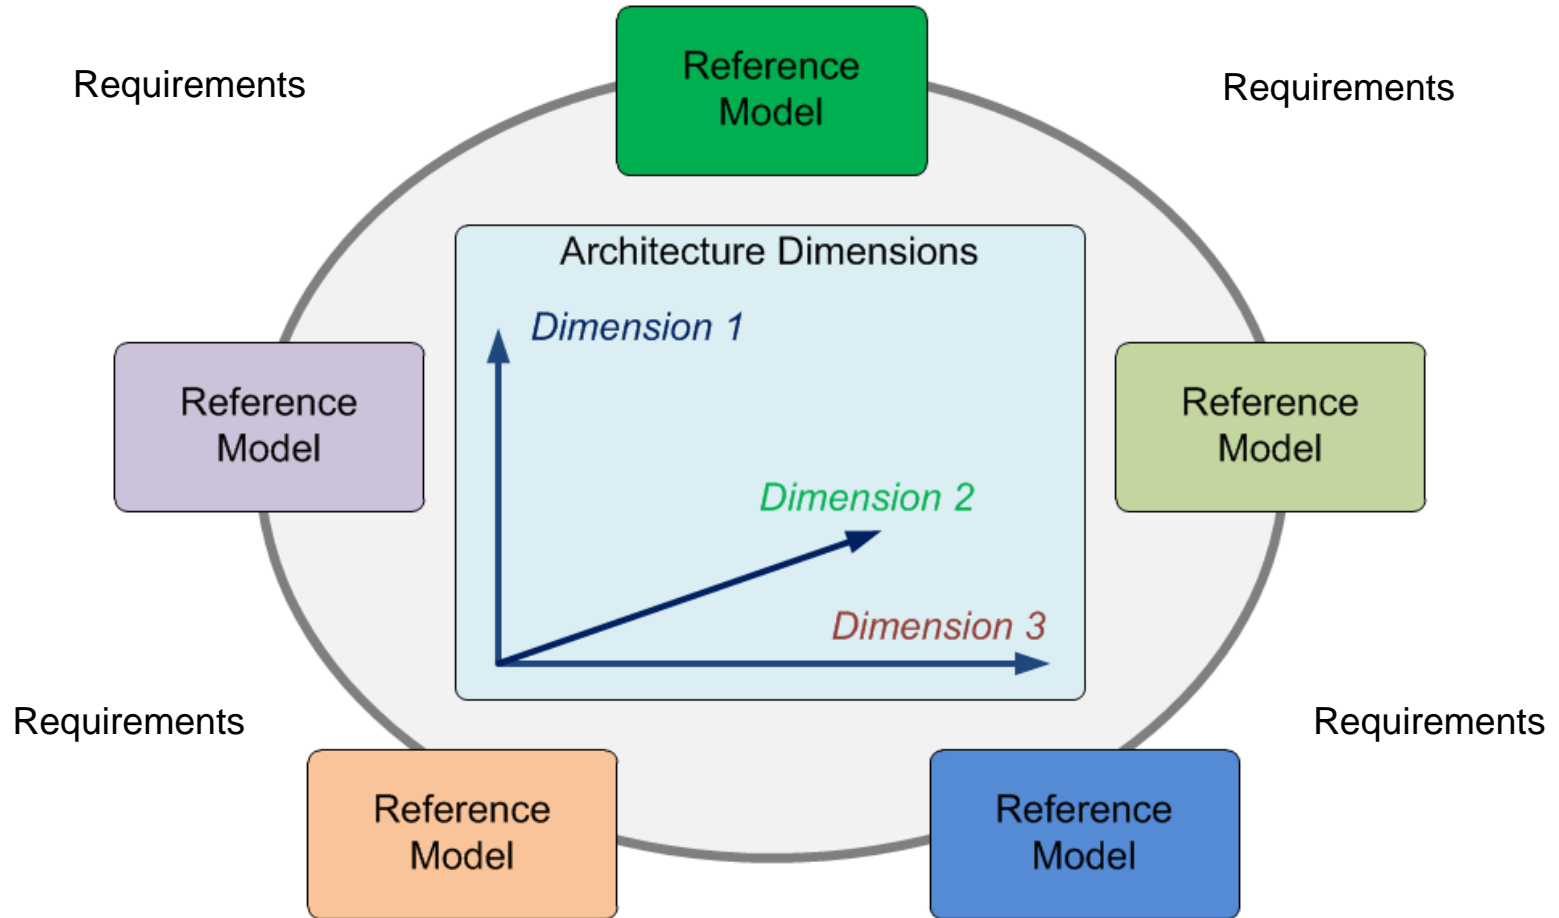 Reference
Model
Requirements
Requirements
Architecture Dimensions
Dimension 1
Reference
Model
Reference
Model
Dimension 2
Dimension 3
Requirements
Requirements
Reference
Model
Reference
Model